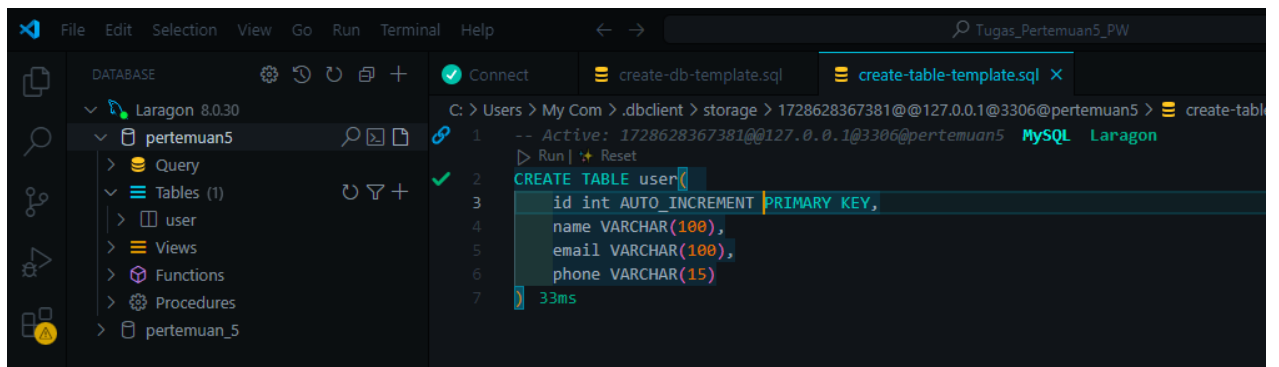 File Edit Selection View Go Run Terminal Help Tugas_Pertemuan5_PW
DATABASE
Laragon 8.0.30
pertemuan5
Query
Tables (1)
user
Views
Functions
Procedures
pertemuan_5
Connect create-db-template.sql create-table-template.sql
C: > Users > My Com > .dbclient > storage > 1728628367381@@127.0.0.1@3306@pertemuan5 > create-table
1 -- Active: 1728628367381@@127.0.0.1@3306@pertemuan5 MySQL Laragon
Run | Reset
2 CREATE TABLE user(
3 id int AUTO_INCREMENT PRIMARY KEY,
4 name VARCHAR(100),
5 email VARCHAR(100),
6 phone VARCHAR(15)
7 ) 33ms